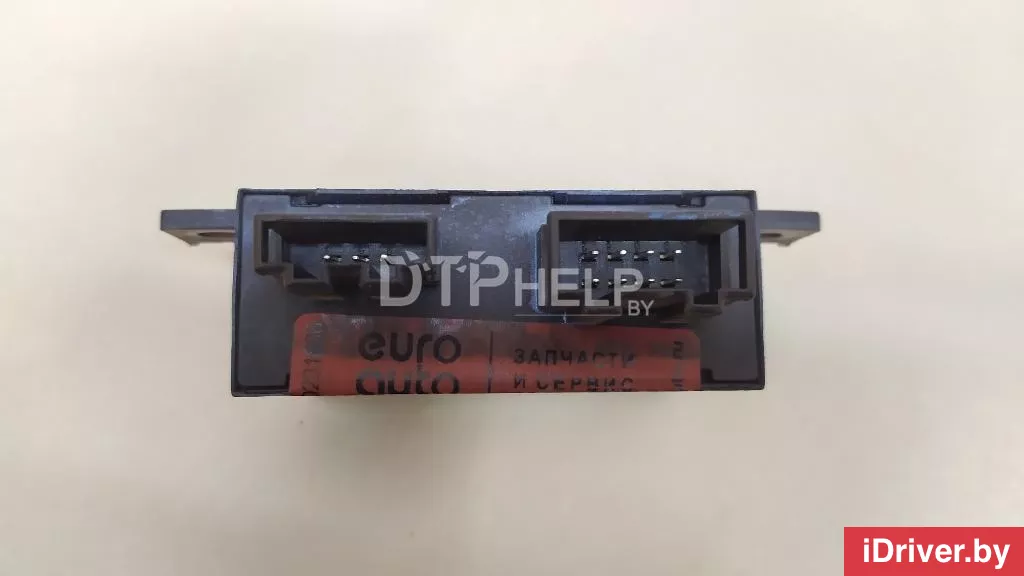 DTPHELP
BY
euro
auto
ЗАПЧАСТИ
И СЕРВИС
iDriver.by